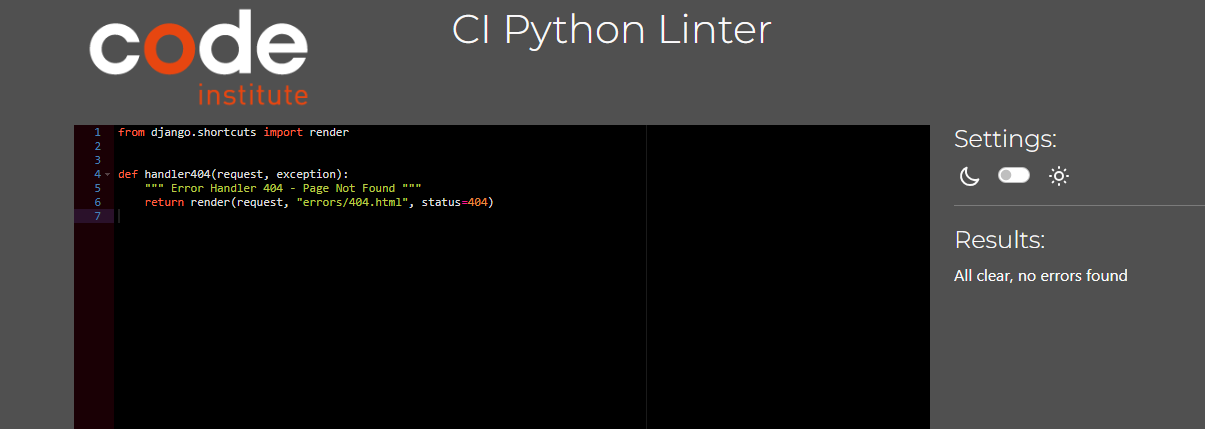 code
institute
CI Python Linter
1 from django.shortcuts import render
2
3
4 def handler404(request, exception):
5     """ Error Handler 404 - Page Not Found """
6     return render(request, "errors/404.html", status=404)
7
Settings:
Results:
All clear, no errors found